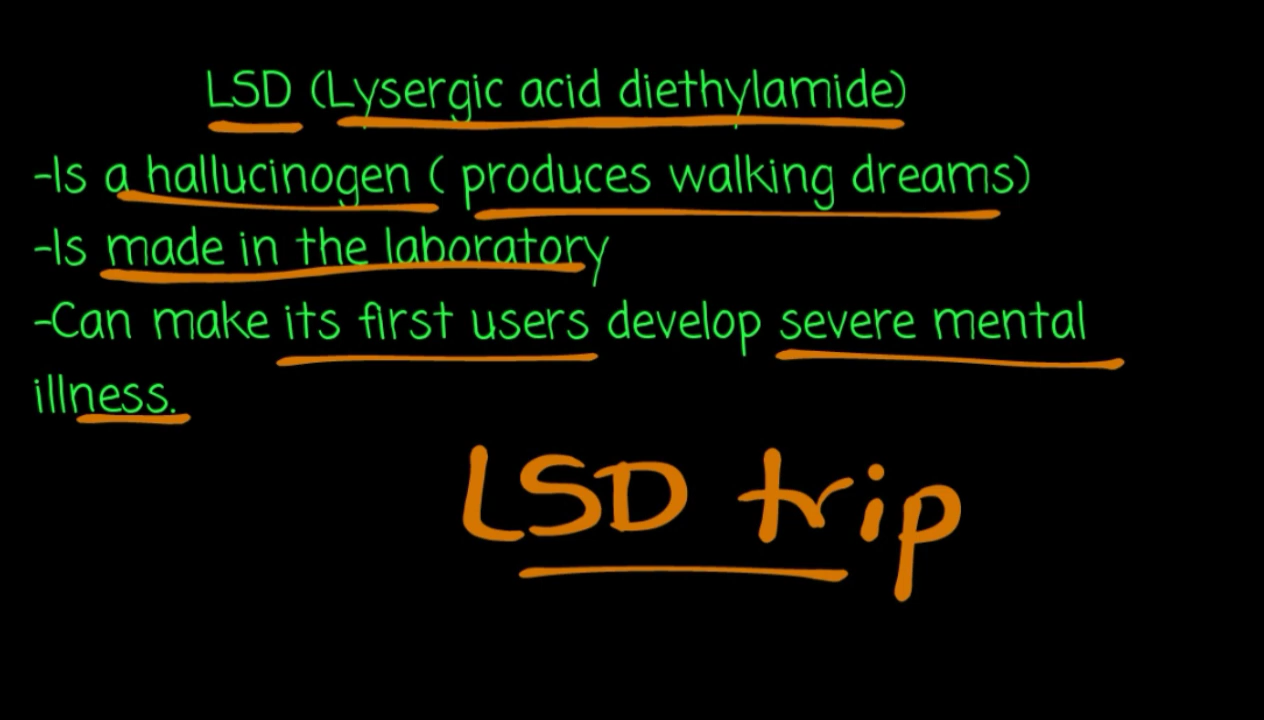 LSD (Lysergic acid diethylamide)
-Is a hallucinogen ( produces walking dreams)
-Is made in the laboratory
-Can make its first users develop severe mental
illness.
LSD trip